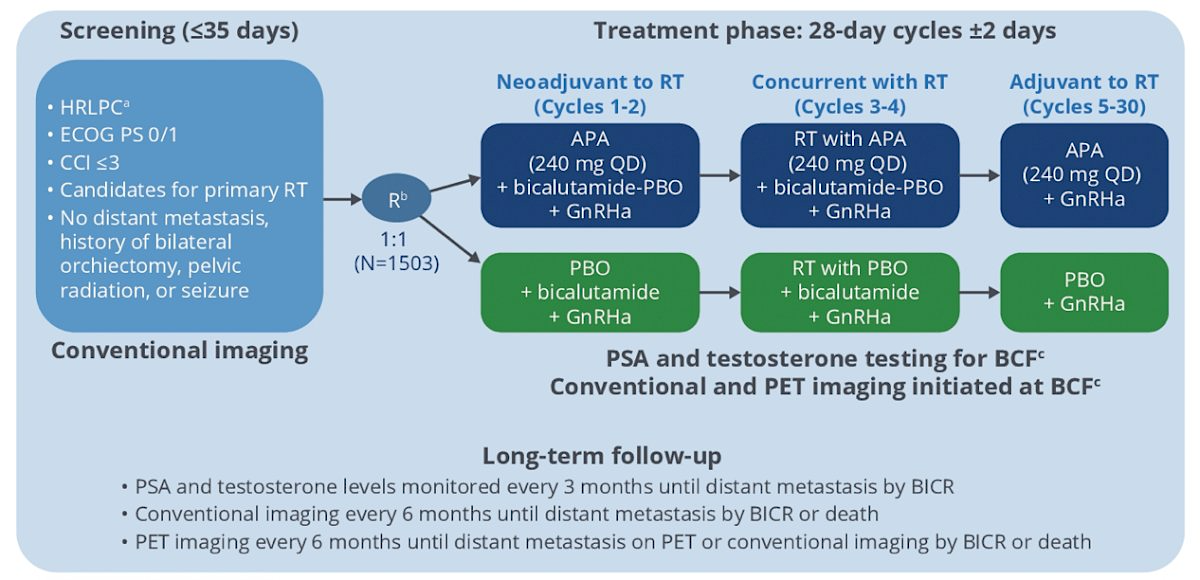 Screening (≤35 days)
• HRLPCᵃ
• ECOG PS 0/1
• CCI ≤3
• Candidates for primary RT
• No distant metastasis,
history of bilateral
orchiectomy, pelvic
radiation, or seizure
Conventional imaging
Rᵇ
1:1
(N=1503)
Treatment phase: 28-day cycles ±2 days
Neoadjuvant to RT
(Cycles 1-2)
APA
(240 mg QD)
+ bicalutamide-PBO
+ GnRHa
PBO
+ bicalutamide
+ GnRHa
Concurrent with RT
(Cycles 3-4)
RT with APA
(240 mg QD)
+ bicalutamide-PBO
+ GnRHa
RT with PBO
+ bicalutamide
+ GnRHa
Adjuvant to RT
(Cycles 5-30)
APA
(240 mg QD)
+ GnRHa
PBO
+ GnRHa
PSA and testosterone testing for BCFᶜ
Conventional and PET imaging initiated at BCFᶜ
Long-term follow-up
• PSA and testosterone levels monitored every 3 months until distant metastasis by BICR
• Conventional imaging every 6 months until distant metastasis by BICR or death
• PET imaging every 6 months until distant metastasis on PET or conventional imaging by BICR or death